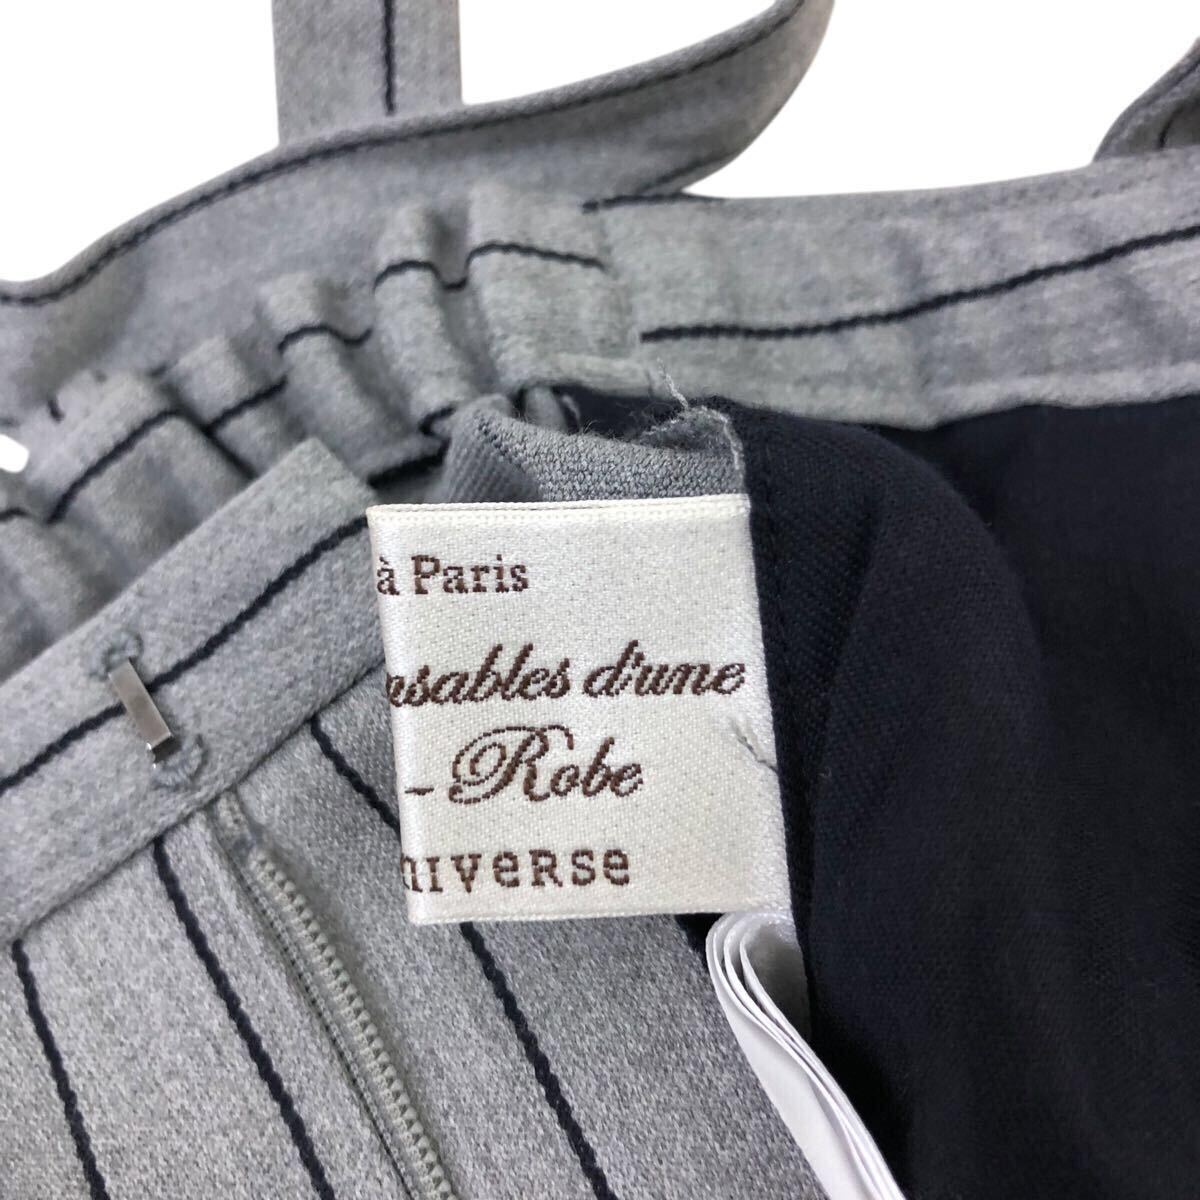 à Paris
nsables d'une
- Robe
niverse